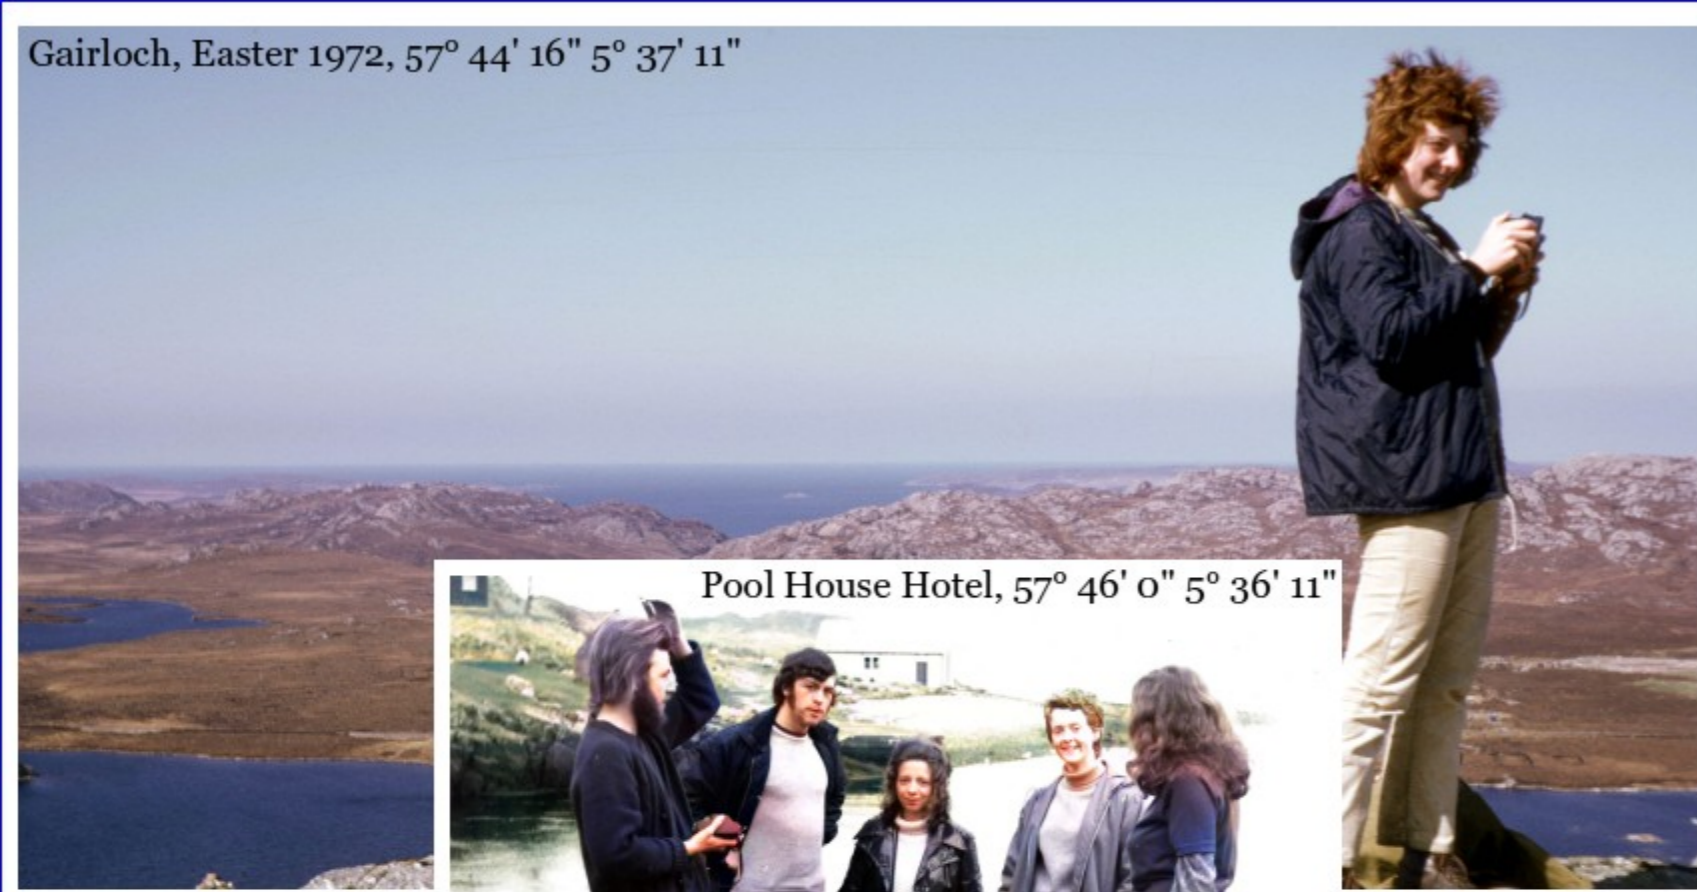 Gairloch, Easter 1972, 57° 44' 16" 5° 37' 11"
Pool House Hotel, 57° 46' 0" 5° 36' 11"